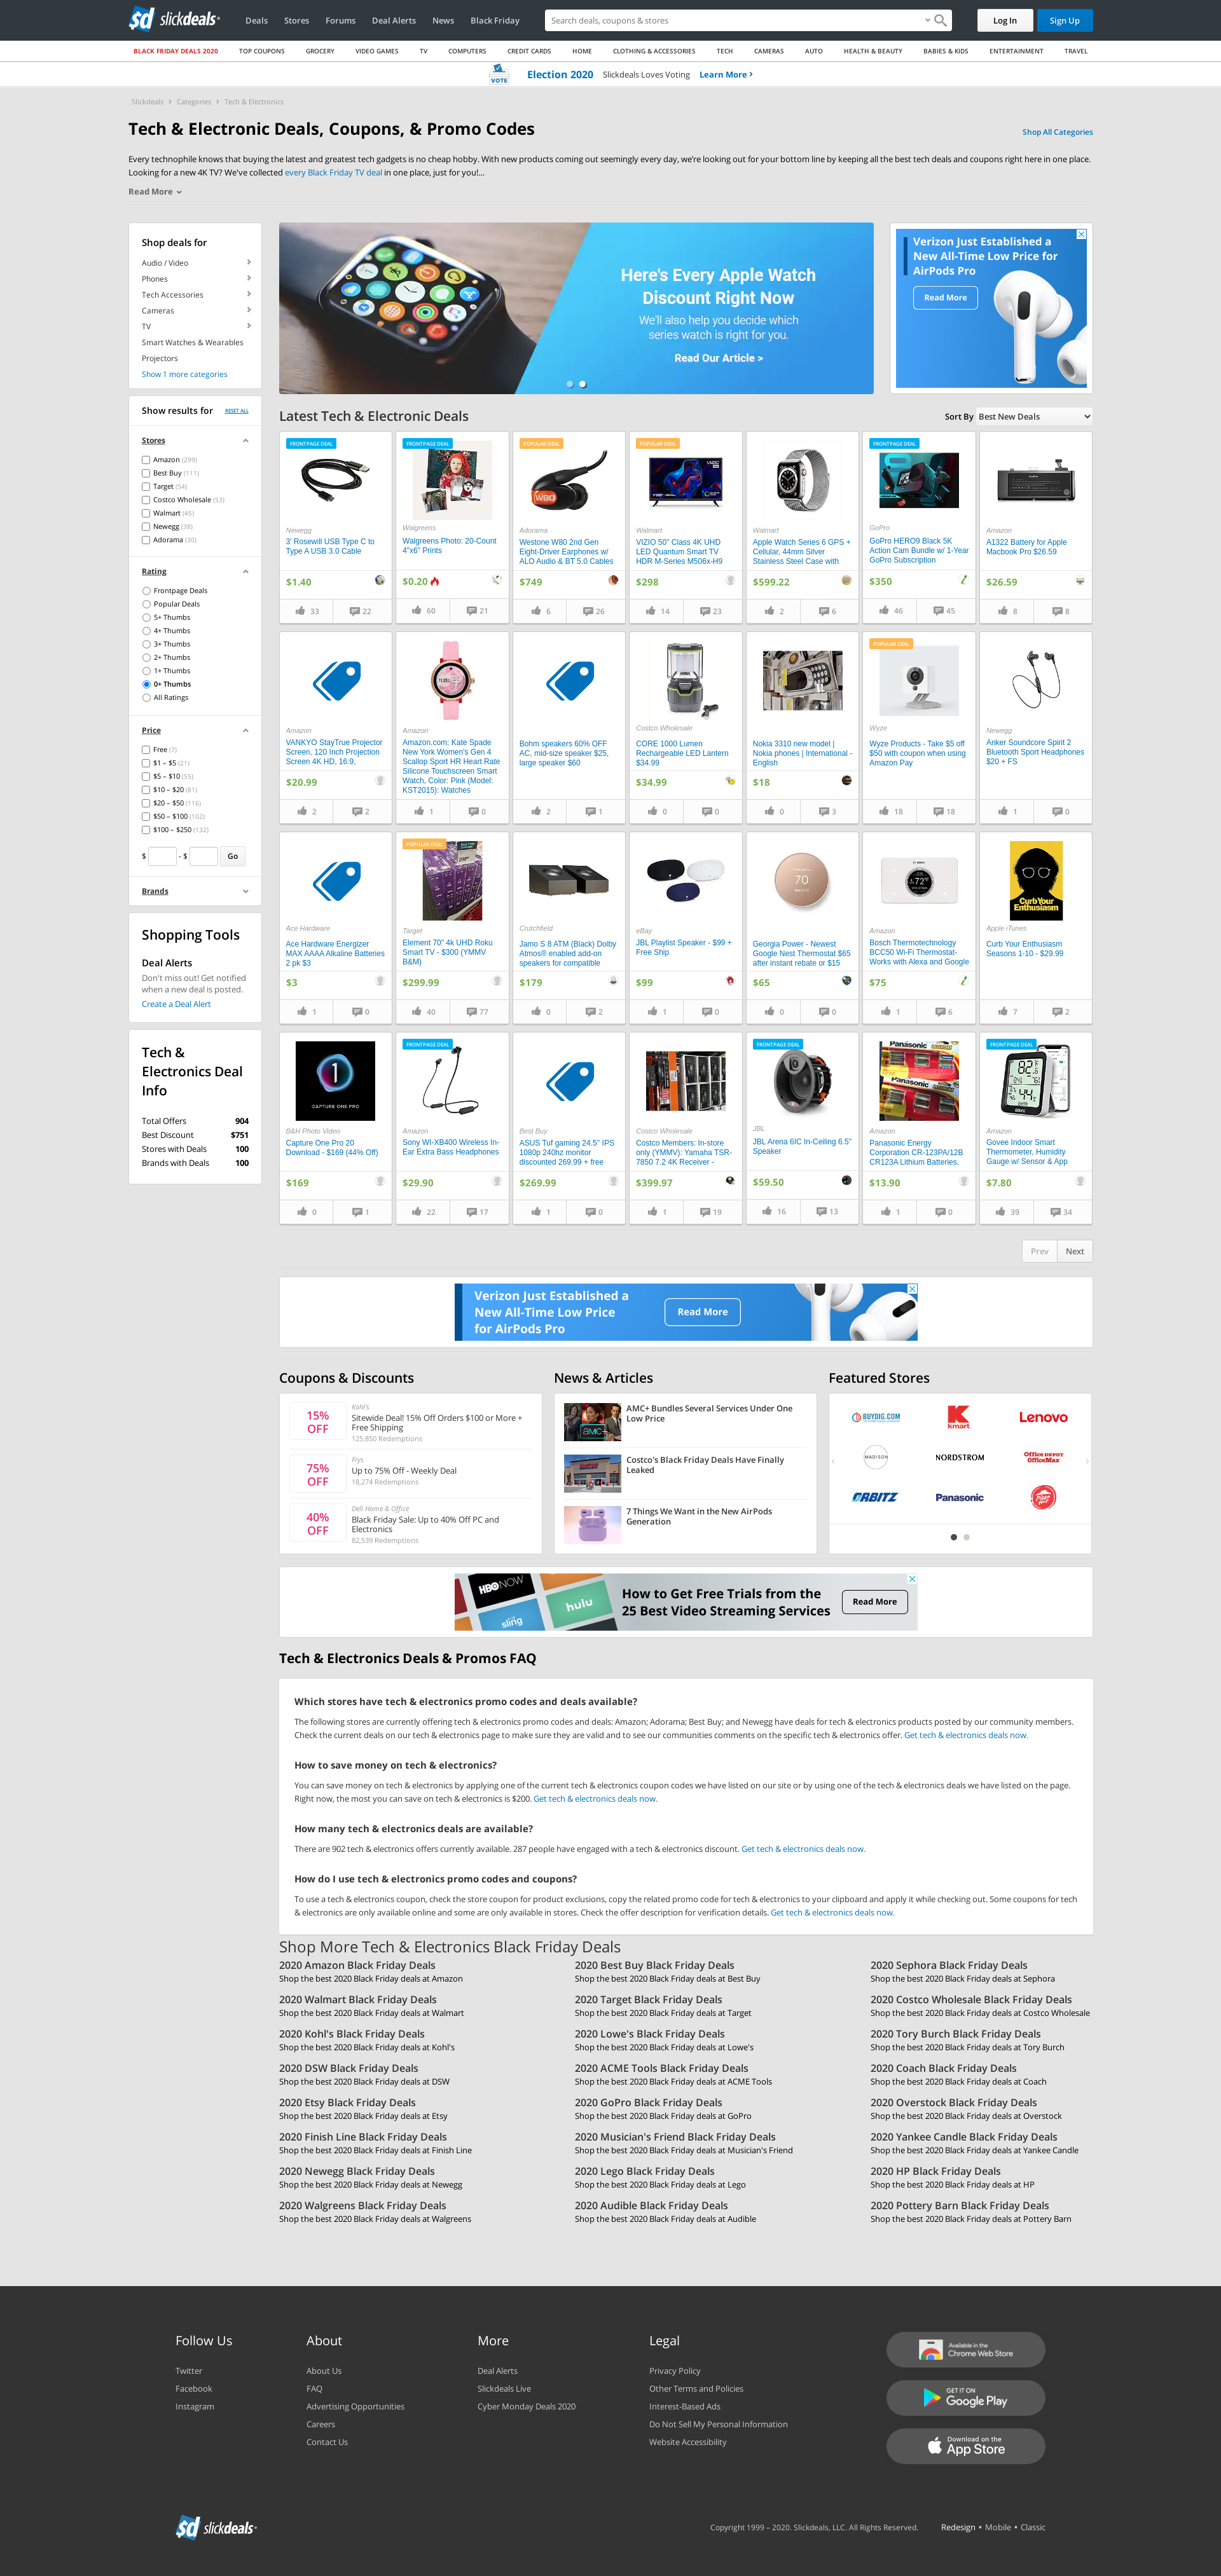 sd slickdeals
Deals
Stores
Forums
Deal Alerts
News
Black Friday
Search deals, coupons & stores
Log In
Sign Up
BLACK FRIDAY DEALS 2020
TOP COUPONS
GROCERY
VIDEO GAMES
TV
COMPUTERS
CREDIT CARDS
HOME
CLOTHING & ACCESSORIES
TECH
CAMERAS
AUTO
HEALTH & BEAUTY
BABIES & KIDS
ENTERTAINMENT
TRAVEL
VOTE
Election 2020 Slickdeals Loves Voting Learn More ›
Slickdeals › Categories › Tech & Electronics
Tech & Electronic Deals, Coupons, & Promo Codes
Shop All Categories
Every technophile knows that buying the latest and greatest tech gadgets is no cheap hobby. With new products coming out seemingly every day, we're looking out for your bottom line by keeping all the best tech deals and coupons right here in one place.
Looking for a new 4K TV? We've collected every Black Friday TV deal in one place, just for you!...
Read More
Shop deals for
Audio / Video
Phones
Tech Accessories
Cameras
TV
Smart Watches & Wearables
Projectors
Show 1 more categories
Show results for
RESET ALL
Stores
Amazon (299)
Best Buy (111)
Target (54)
Costco Wholesale (53)
Walmart (45)
Newegg (38)
Adorama (30)
Rating
Frontpage Deals
Popular Deals
5+ Thumbs
4+ Thumbs
3+ Thumbs
2+ Thumbs
1+ Thumbs
0+ Thumbs
All Ratings
Price
Free (7)
$1 – $5 (21)
$5 – $10 (55)
$10 – $20 (81)
$20 – $50 (116)
$50 – $100 (102)
$100 – $250 (132)
$ - $ Go
Brands
Shopping Tools
Deal Alerts
Don't miss out! Get notified
when a new deal is posted.
Create a Deal Alert
Tech &
Electronics Deal
Info
Total Offers 904
Best Discount $751
Stores with Deals 100
Brands with Deals 100
Here's Every Apple Watch
Discount Right Now
We'll also help you decide which
series watch is right for you.
Read Our Article >
Verizon Just Established a
New All-Time Low Price for
AirPods Pro
Read More
Latest Tech & Electronic Deals
Sort By Best New Deals
FRONTPAGE DEAL
Newegg
3' Rosewill USB Type C to
Type A USB 3.0 Cable
$1.40
33 22
FRONTPAGE DEAL
Walgreens
Walgreens Photo: 20-Count
4"x6" Prints
$0.20
60 21
POPULAR DEAL
W80
Adorama
Westone W80 2nd Gen
Eight-Driver Earphones w/
ALO Audio & BT 5.0 Cables
$749
6 26
POPULAR DEAL
Walmart
VIZIO 50" Class 4K UHD
LED Quantum Smart TV
HDR M-Series M506x-H9
$298
14 23
Walmart
Apple Watch Series 6 GPS +
Cellular, 44mm Silver
Stainless Steel Case with
$599.22
2 6
FRONTPAGE DEAL
GoPro
GoPro HERO9 Black 5K
Action Cam Bundle w/ 1-Year
GoPro Subscription
$350
46 45
Amazon
A1322 Battery for Apple
Macbook Pro $26.59
$26.59
8 8
Amazon
VANKYO StayTrue Projector
Screen, 120 Inch Projection
Screen 4K HD, 16:9,
$20.99
2 2
Amazon
Amazon.com: Kate Spade
New York Women's Gen 4
Scallop Sport HR Heart Rate
Silicone Touchscreen Smart
Watch, Color: Pink (Model:
KST2015): Watches
1 0
Bohm speakers 60% OFF
AC, mid-size speaker $25,
large speaker $60
2 1
Costco Wholesale
CORE 1000 Lumen
Rechargeable LED Lantern
$34.99
$34.99
0 0
Nokia 3310 new model |
Nokia phones | International -
English
$18
0 3
POPULAR DEAL
Wyze
Wyze Products - Take $5 off
$50 with coupon when using
Amazon Pay
18 18
Newegg
Anker Soundcore Spirit 2
Bluetooth Sport Headphones
$20 + FS
1 0
Ace Hardware
Ace Hardware Energizer
MAX AAAA Alkaline Batteries
2 pk $3
$3
1 0
POPULAR DEAL
Target
Element 70" 4k UHD Roku
Smart TV - $300 (YMMV
B&M)
$299.99
40 77
Crutchfield
Jamo S 8 ATM (Black) Dolby
Atmos® enabled add-on
speakers for compatible
$179
0 2
eBay
JBL Playlist Speaker - $99 +
Free Ship
$99
1 0
70
Georgia Power - Newest
Google Nest Thermostat $65
after instant rebate or $15
$65
0 0
72°
Amazon
Bosch Thermotechnology
BCC50 Wi-Fi Thermostat-
Works with Alexa and Google
$75
1 6
Curb Your
Enthusiasm
Apple iTunes
Curb Your Enthusiasm
Seasons 1-10 - $29.99
7 2
1
CAPTURE ONE PRO
B&H Photo Video
Capture One Pro 20
Download - $169 (44% Off)
$169
0 1
FRONTPAGE DEAL
Amazon
Sony WI-XB400 Wireless In-
Ear Extra Bass Headphones
$29.90
22 17
Best Buy
ASUS Tuf gaming 24.5" IPS
1080p 240hz monitor
discounted 269.99 + free
$269.99
1 0
Costco Wholesale
Costco Members: In-store
only (YMMV): Yamaha TSR-
7850 7.2 4K Receiver -
$399.97
1 19
FRONTPAGE DEAL
JBL
JBL Arena 6IC In-Ceiling 6.5"
Speaker
$59.50
16 13
Panasonic
Panasonic
Amazon
Panasonic Energy
Corporation CR-123PA/12B
CR123A Lithium Batteries,
$13.90
1 0
FRONTPAGE DEAL
Amazon
Govee Indoor Smart
Thermometer, Humidity
Gauge w/ Sensor & App
$7.80
39 34
Prev Next
Verizon Just Established a
New All-Time Low Price
for AirPods Pro
Read More
Coupons & Discounts
15%
OFF
Kohl's
Sitewide Deal! 15% Off Orders $100 or More +
Free Shipping
125,850 Redemptions
75%
OFF
Frys
Up to 75% Off - Weekly Deal
18,274 Redemptions
40%
OFF
Dell Home & Office
Black Friday Sale: Up to 40% Off PC and
Electronics
82,539 Redemptions
News & Articles
aMC+
AMC+ Bundles Several Services Under One
Low Price
Costco's Black Friday Deals Have Finally
Leaked
7 Things We Want in the New AirPods
Generation
Featured Stores
BUYDIG.COM
kmart
Lenovo
MADISON
NORDSTROM
Office DEPOT
OfficeMax
ORBITZ
Panasonic
Pizza Hut
HBO NOW
hulu
sling
How to Get Free Trials from the
25 Best Video Streaming Services
Read More
Tech & Electronics Deals & Promos FAQ
Which stores have tech & electronics promo codes and deals available?
The following stores are currently offering tech & electronics promo codes and deals: Amazon; Adorama; Best Buy; and Newegg have deals for tech & electronics products posted by our community members.
Check the current deals on our tech & electronics page to make sure they are valid and to see our communities comments on the specific tech & electronics offer. Get tech & electronics deals now.
How to save money on tech & electronics?
You can save money on tech & electronics by applying one of the current tech & electronics coupon codes we have listed on our site or by using one of the tech & electronics deals we have listed on the page.
Right now, the most you can save on tech & electronics is $200. Get tech & electronics deals now.
How many tech & electronics deals are available?
There are 902 tech & electronics offers currently available. 287 people have engaged with a tech & electronics discount. Get tech & electronics deals now.
How do I use tech & electronics promo codes and coupons?
To use a tech & electronics coupon, check the store coupon for product exclusions, copy the related promo code for tech & electronics to your clipboard and apply it while checking out. Some coupons for tech
& electronics are only available online and some are only available in stores. Check the offer description for verification details. Get tech & electronics deals now.
Shop More Tech & Electronics Black Friday Deals
2020 Amazon Black Friday Deals
Shop the best 2020 Black Friday deals at Amazon
2020 Best Buy Black Friday Deals
Shop the best 2020 Black Friday deals at Best Buy
2020 Sephora Black Friday Deals
Shop the best 2020 Black Friday deals at Sephora
2020 Walmart Black Friday Deals
Shop the best 2020 Black Friday deals at Walmart
2020 Target Black Friday Deals
Shop the best 2020 Black Friday deals at Target
2020 Costco Wholesale Black Friday Deals
Shop the best 2020 Black Friday deals at Costco Wholesale
2020 Kohl's Black Friday Deals
Shop the best 2020 Black Friday deals at Kohl's
2020 Lowe's Black Friday Deals
Shop the best 2020 Black Friday deals at Lowe's
2020 Tory Burch Black Friday Deals
Shop the best 2020 Black Friday deals at Tory Burch
2020 DSW Black Friday Deals
Shop the best 2020 Black Friday deals at DSW
2020 ACME Tools Black Friday Deals
Shop the best 2020 Black Friday deals at ACME Tools
2020 Coach Black Friday Deals
Shop the best 2020 Black Friday deals at Coach
2020 Etsy Black Friday Deals
Shop the best 2020 Black Friday deals at Etsy
2020 GoPro Black Friday Deals
Shop the best 2020 Black Friday deals at GoPro
2020 Overstock Black Friday Deals
Shop the best 2020 Black Friday deals at Overstock
2020 Finish Line Black Friday Deals
Shop the best 2020 Black Friday deals at Finish Line
2020 Musician's Friend Black Friday Deals
Shop the best 2020 Black Friday deals at Musician's Friend
2020 Yankee Candle Black Friday Deals
Shop the best 2020 Black Friday deals at Yankee Candle
2020 Newegg Black Friday Deals
Shop the best 2020 Black Friday deals at Newegg
2020 Lego Black Friday Deals
Shop the best 2020 Black Friday deals at Lego
2020 HP Black Friday Deals
Shop the best 2020 Black Friday deals at HP
2020 Walgreens Black Friday Deals
Shop the best 2020 Black Friday deals at Walgreens
2020 Audible Black Friday Deals
Shop the best 2020 Black Friday deals at Audible
2020 Pottery Barn Black Friday Deals
Shop the best 2020 Black Friday deals at Pottery Barn
Follow Us
Twitter
Facebook
Instagram
About
About Us
FAQ
Advertising Opportunities
Careers
Contact Us
More
Deal Alerts
Slickdeals Live
Cyber Monday Deals 2020
Legal
Privacy Policy
Other Terms and Policies
Interest-Based Ads
Do Not Sell My Personal Information
Website Accessibility
Available in the
Chrome Web Store
GET IT ON
Google Play
Download on the
App Store
sd slickdeals
Copyright 1999 – 2020. Slickdeals, LLC. All Rights Reserved.
Redesign • Mobile • Classic